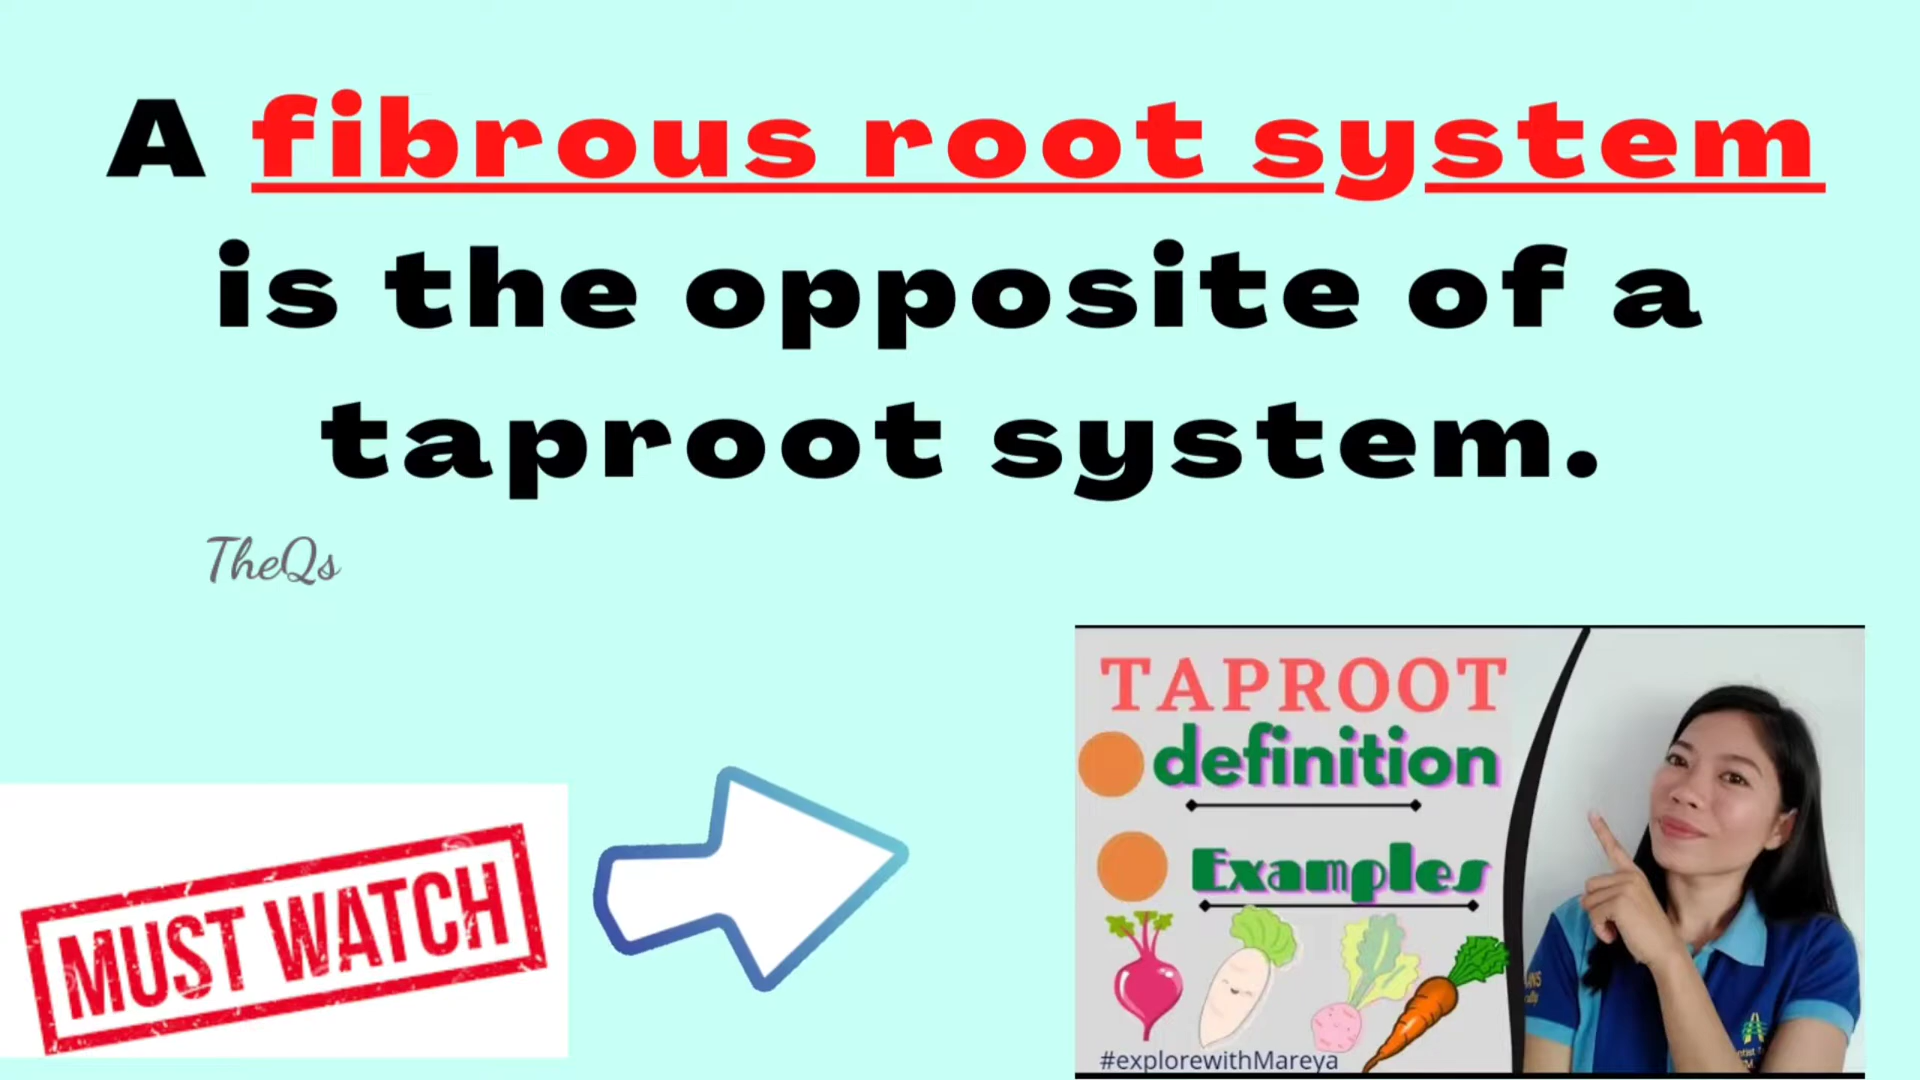 A fibrous root system
is the opposite of a
taproot system.
TheQs
MUST WATCH
TAPROOT
definition
Examples
#explorewithMareya